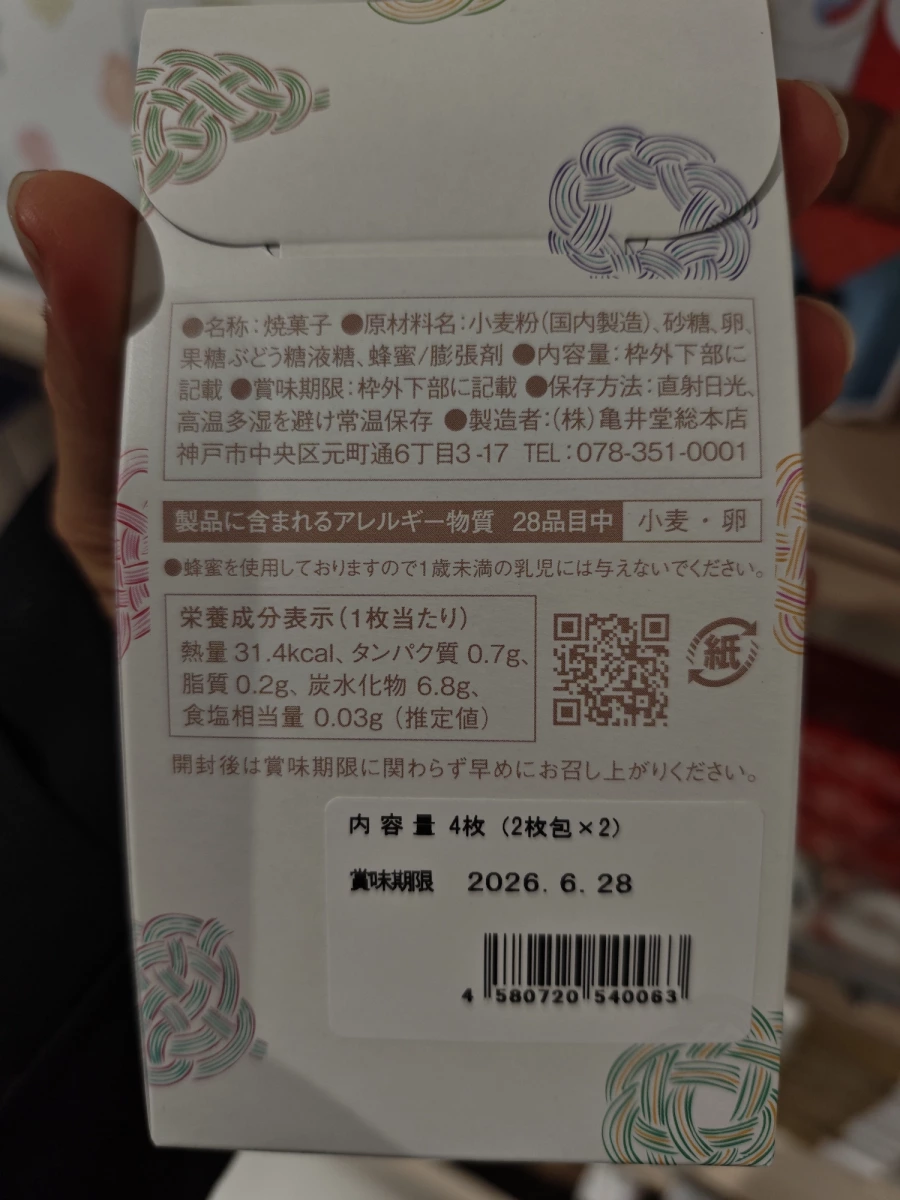 ●名称：焼菓子 ●原材料名：小麦粉(国内製造)、砂糖、卵、
果糖ぶどう糖液糖、蜂蜜/膨張剤 ●内容量：枠外下部に
記載 ●賞味期限：枠外下部に記載 ●保存方法：直射日光、
高温多湿を避け常温保存 ●製造者：(株)亀井堂総本店
神戸市中央区元町通6丁目3-17 TEL：078-351-0001
製品に含まれるアレルギー物質 28品目中 小麦・卵
●蜂蜜を使用しておりますので1歳未満の乳児には与えないでください。
栄養成分表示(1枚当たり)
熱量 31.4kcal、タンパク質 0.7g、
脂質 0.2g、炭水化物 6.8g、
食塩相当量 0.03g (推定値)
紙
開封後は賞味期限に関わらず早めにお召し上がりください。
内容量 4枚 (2枚包×2)
賞味期限 2026. 6. 28
4 580720 540063